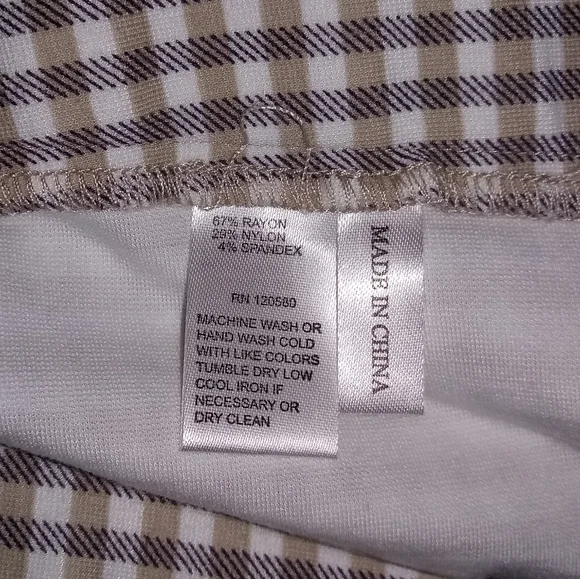 67% RAYON
29% NYLON
4% SPANDEX
RN 120580
MACHINE WASH OR
HAND WASH COLD
WITH LIKE COLORS
TUMBLE DRY LOW
COOL IRON IF
NECESSARY OR
DRY CLEAN
MADE IN CHINA